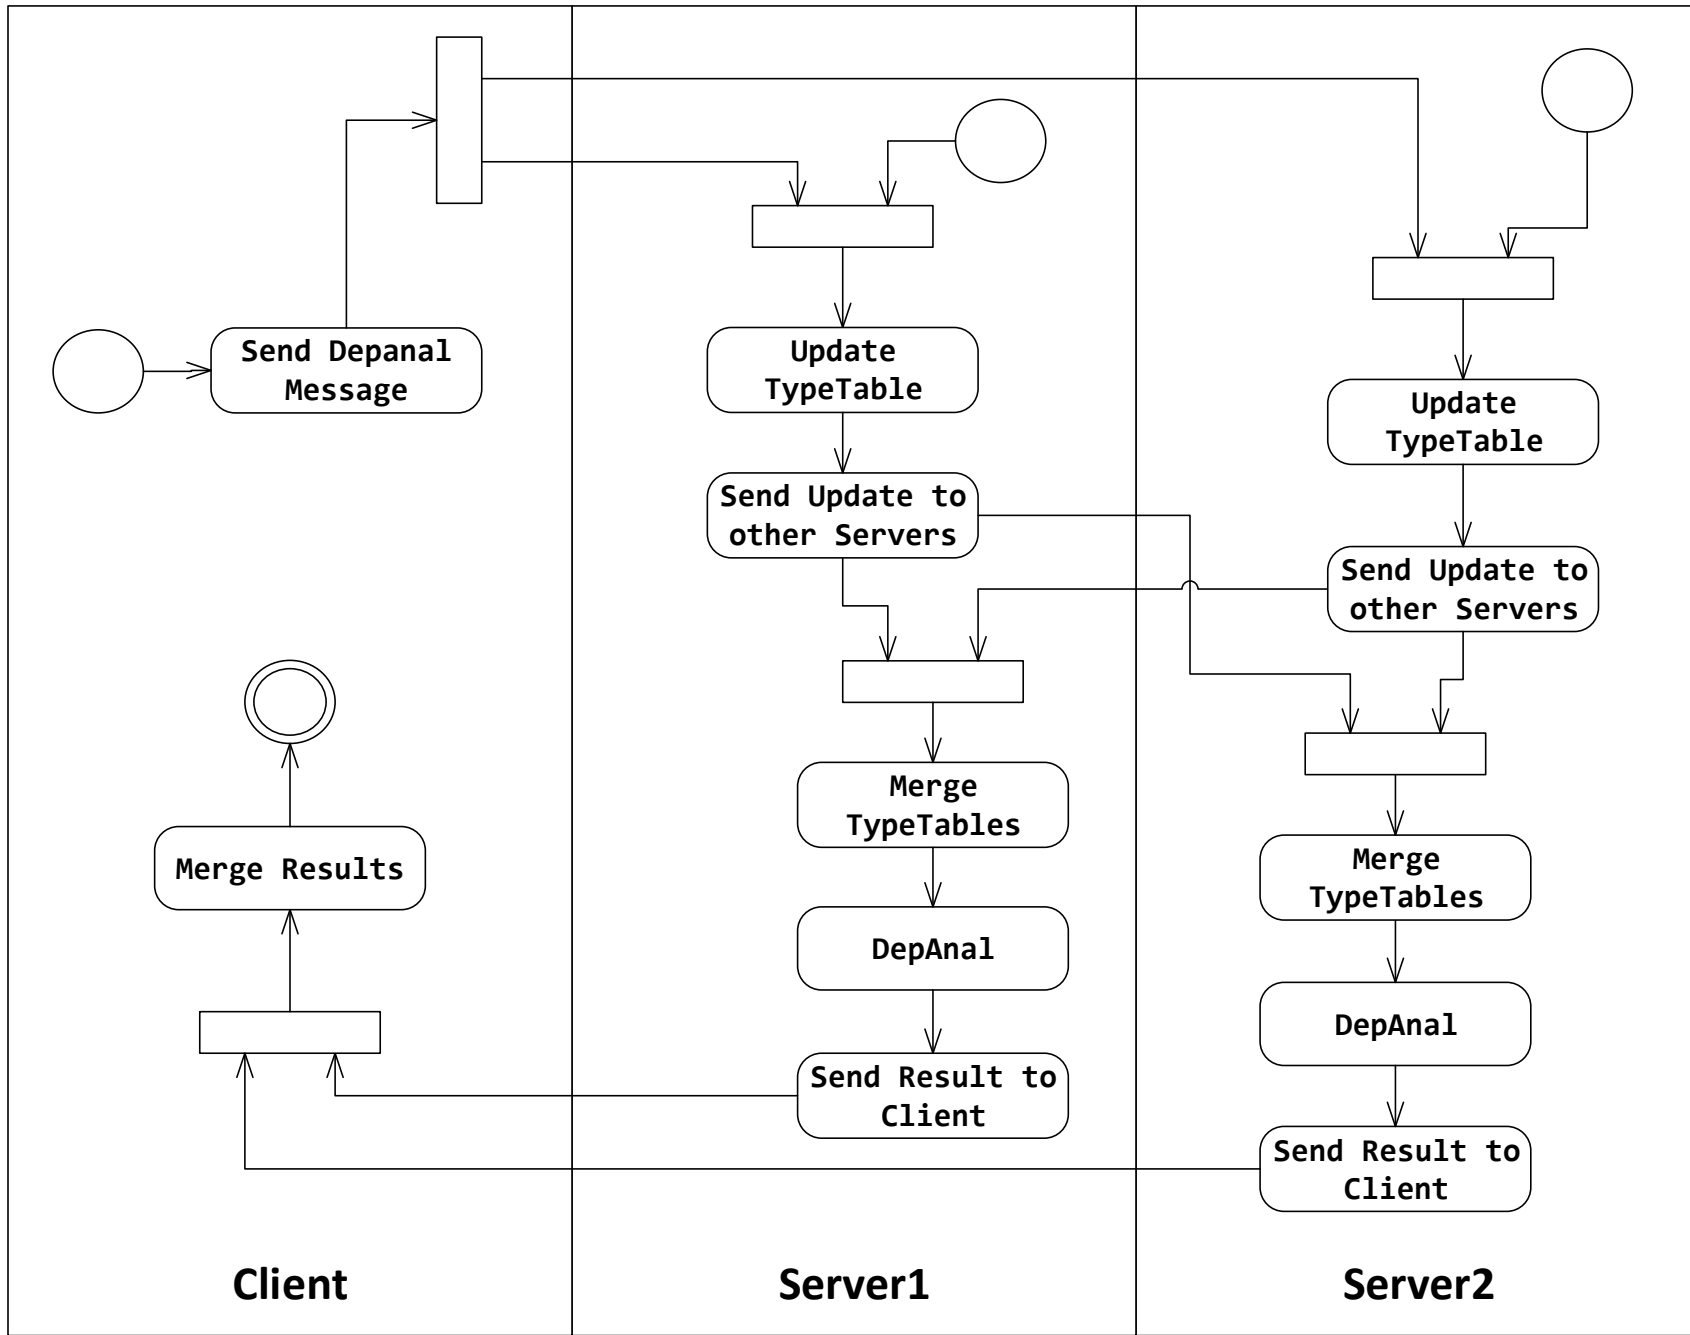 Send Depanal
Message
Update
TypeTable
Send Update to
other Servers
Merge
TypeTables
DepAnal
Send Result to
Client
Update
TypeTable
Send Update to
other Servers
Merge
TypeTables
DepAnal
Send Result to
Client
Merge Results
Client
Server1
Server2